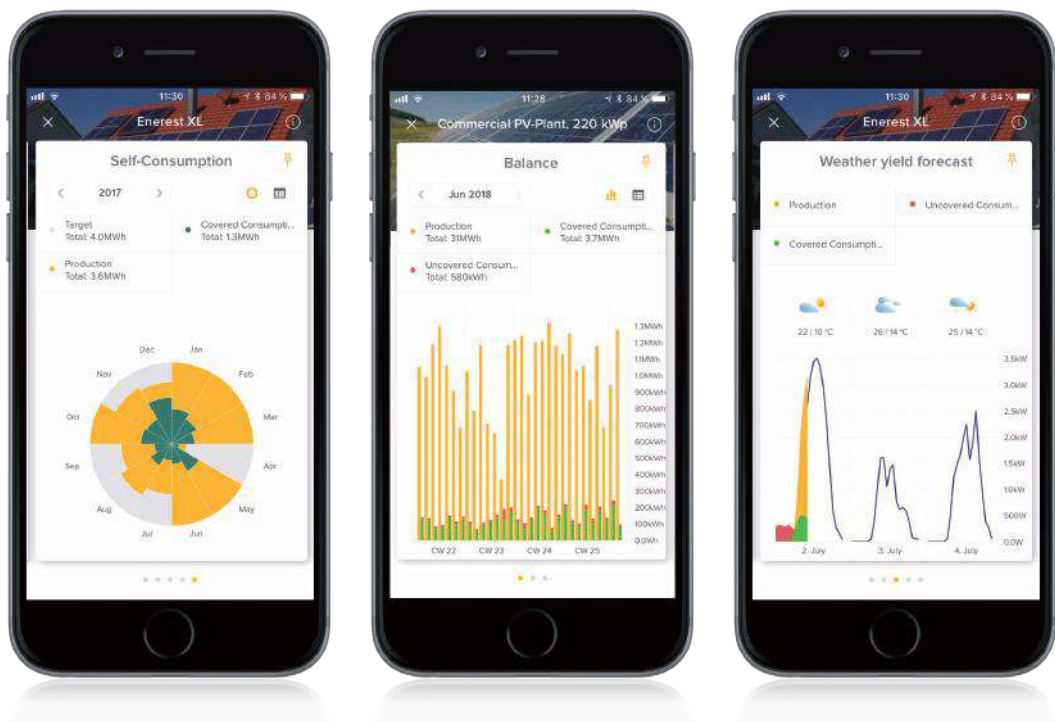 11:30
84 %
Enerest XL
Self-Consumption
2017
Target
Total: 4.0MWh
Covered Consumpti...
Total: 1.3MWh
Production
Total: 3.6MWh
Dec
Jan
Nov
Feb
Oct
Mar
Sep
Apr
Aug
May
Jul
Jun
11:28
84 %
Commercial PV-Plant, 220 kWp
Balance
Jun 2018
Production
Total: 31MWh
Covered Consumpti...
Total: 3.7MWh
Uncovered Consum...
Total: 580kWh
1.3MWh
1.2MWh
1.1MWh
1.0MWh
900kWh
800kWh
700kWh
600kWh
500kWh
400kWh
300kWh
200kWh
100kWh
0.0Wh
CW 22
CW 23
CW 24
CW 25
11:30
84 %
Enerest XL
Weather yield forecast
Production
Uncovered Consum...
Covered Consumpti...
22 / 10 °C
26 / 14 °C
25 / 14 °C
3.5kW
3.0kW
2.5kW
2.0kW
1.5kW
1.0kW
500W
0.0W
2. July
3. July
4. July